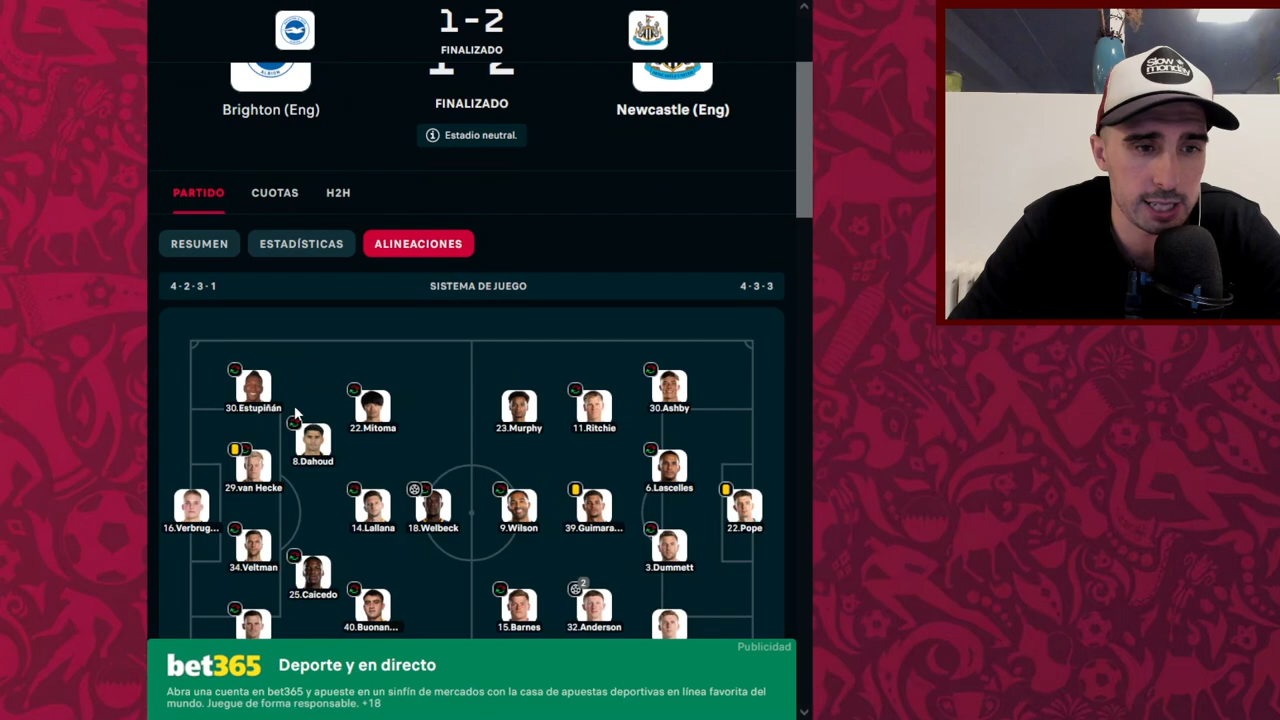 1-2
FINALIZADO
ALBION
FINALIZADO
Brighton (Eng)
Newcastle (Eng)
Estadio neutral.
PARTIDO
CUOTAS
H2H
RESUMEN
ESTADÍSTICAS
ALINEACIONES
4 - 2 - 3 - 1
SISTEMA DE JUEGO
4 - 3 - 3
30.Estupiñán
22.Mitoma
23.Murphy
11.Ritchie
30.Ashby
8.Dahoud
29.van Hecke
6.Lascelles
16.Verbrug...
14.Lallana
18.Welbeck
9.Wilson
39.Guimara...
22.Pope
34.Veltman
3.Dummett
25.Caicedo
2
40.Buonan...
15.Barnes
32.Anderson
Publicidad
bet365
Deporte y en directo
Abra una cuenta en bet365 y apueste en un sinfín de mercados con la casa de apuestas deportivas en línea favorita del
mundo. Juegue de forma responsable. +18
Slow
monday